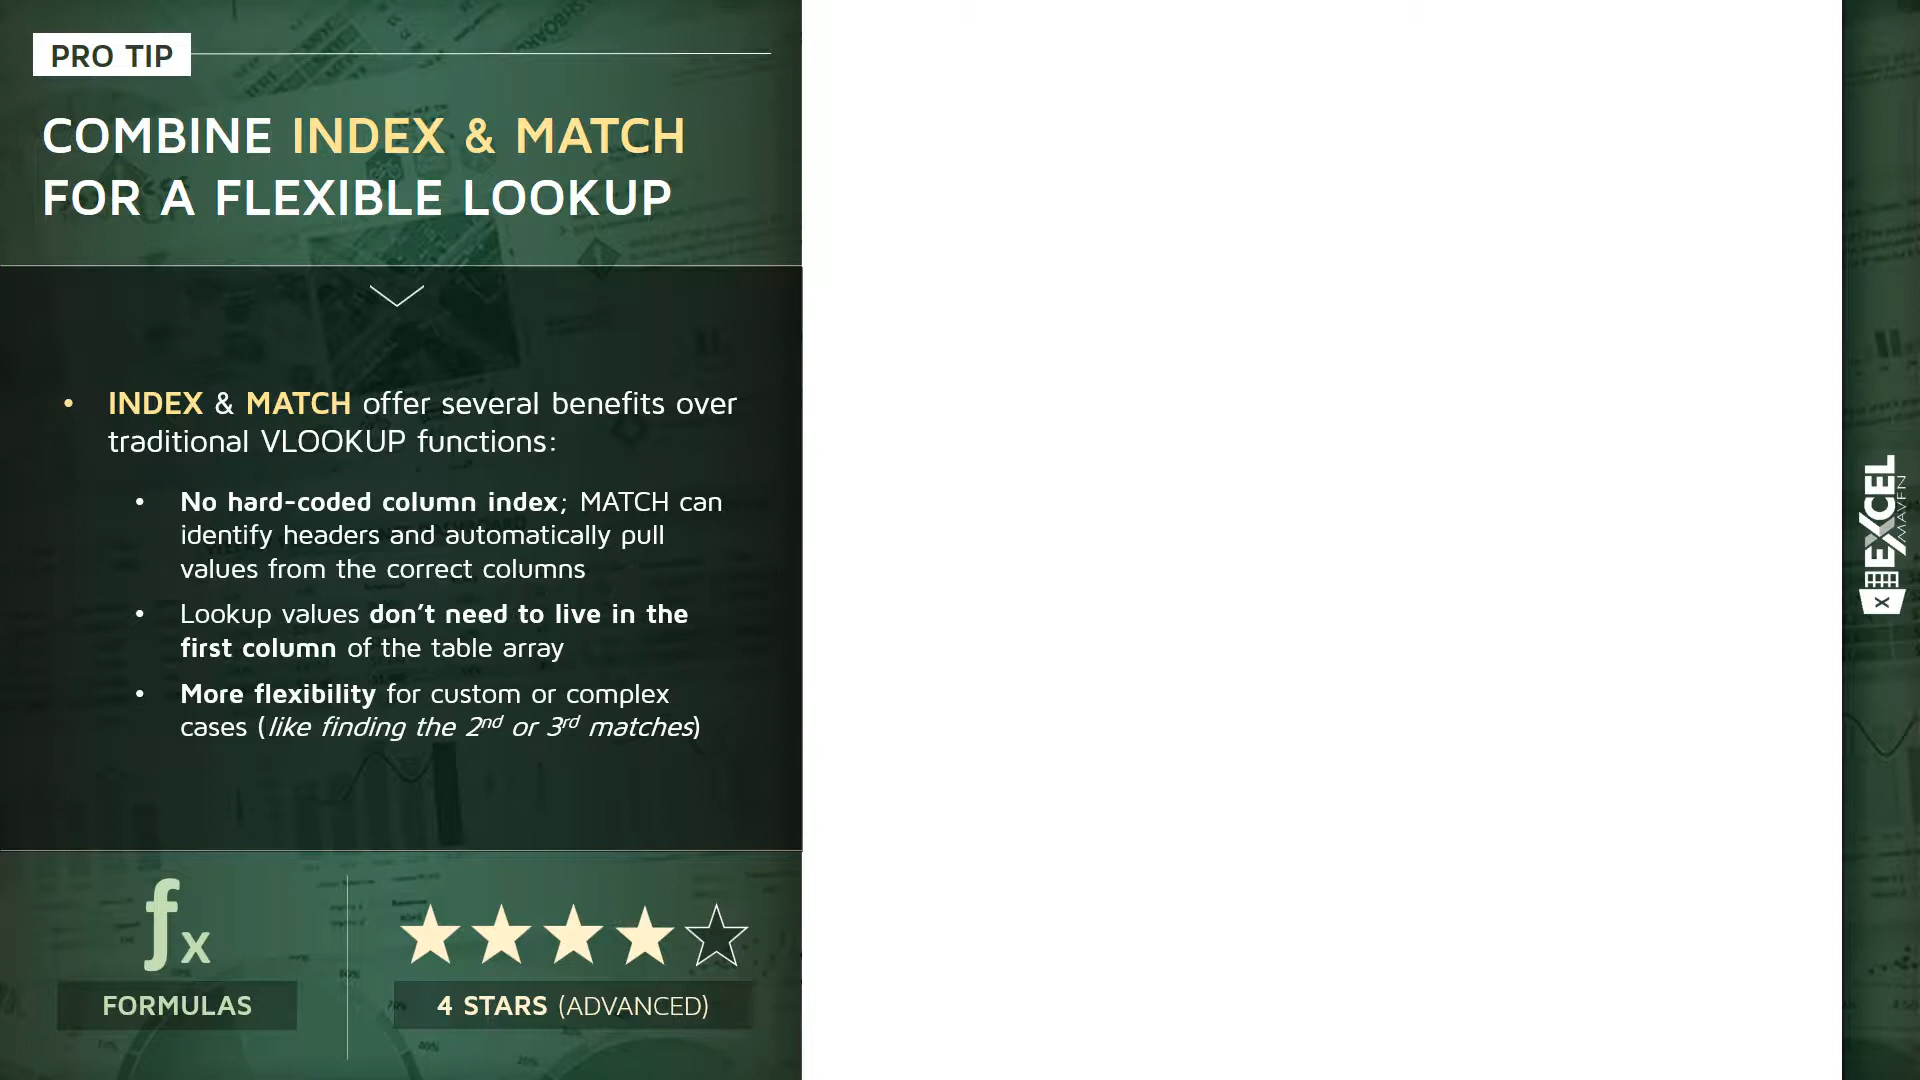 PRO TIP
COMBINE INDEX & MATCH
FOR A FLEXIBLE LOOKUP
• INDEX & MATCH offer several benefits over
traditional VLOOKUP functions:
• No hard-coded column index; MATCH can
identify headers and automatically pull
values from the correct columns
• Lookup values don't need to live in the
first column of the table array
• More flexibility for custom or complex
cases (like finding the 2nd or 3rd matches)
fx
FORMULAS
4 STARS (ADVANCED)
X EXCEL
MAVEN